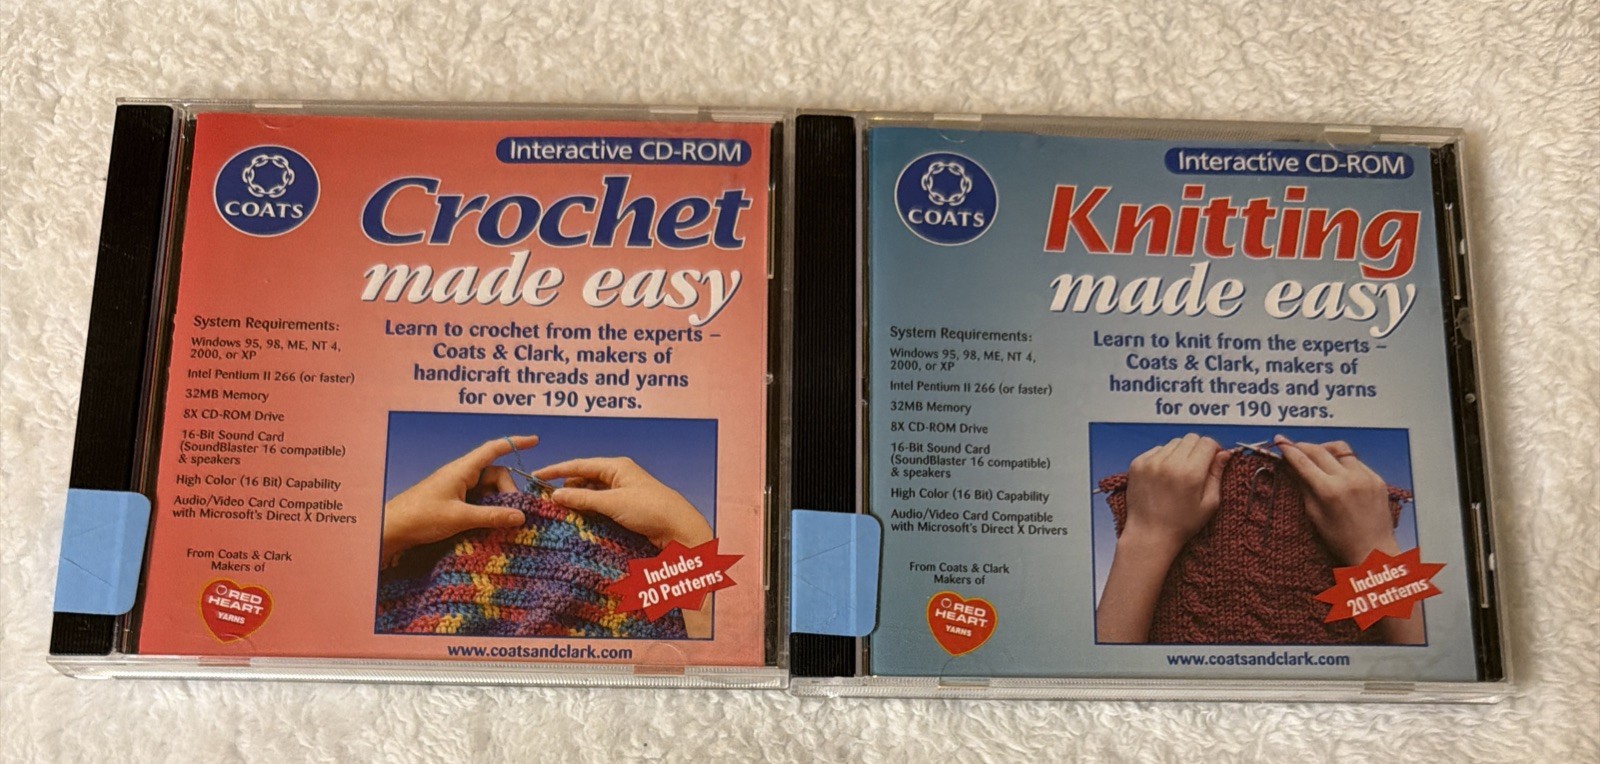 Interactive CD-ROM
COATS
Crochet
made easy
Learn to crochet from the experts –
Coats & Clark, makers of
handicraft threads and yarns
for over 190 years.
System Requirements:
Windows 95, 98, ME, NT 4,
2000, or XP
Intel Pentium II 266 (or faster)
32MB Memory
8X CD-ROM Drive
16-Bit Sound Card
(SoundBlaster 16 compatible)
& speakers
High Color (16 Bit) Capability
Audio/Video Card Compatible
with Microsoft's Direct X Drivers
From Coats & Clark
Makers of
RED
HEART
YARNS
Includes
20 Patterns
www.coatsandclark.com
Interactive CD-ROM
COATS
Knitting
made easy
Learn to knit from the experts –
Coats & Clark, makers of
handicraft threads and yarns
for over 190 years.
System Requirements:
Windows 95, 98, ME, NT 4,
2000, or XP
Intel Pentium II 266 (or faster)
32MB Memory
8X CD-ROM Drive
16-Bit Sound Card
(SoundBlaster 16 compatible)
& speakers
High Color (16 Bit) Capability
Audio/Video Card Compatible
with Microsoft's Direct X Drivers
From Coats & Clark
Makers of
RED
HEART
YARNS
Includes
20 Patterns
www.coatsandclark.com